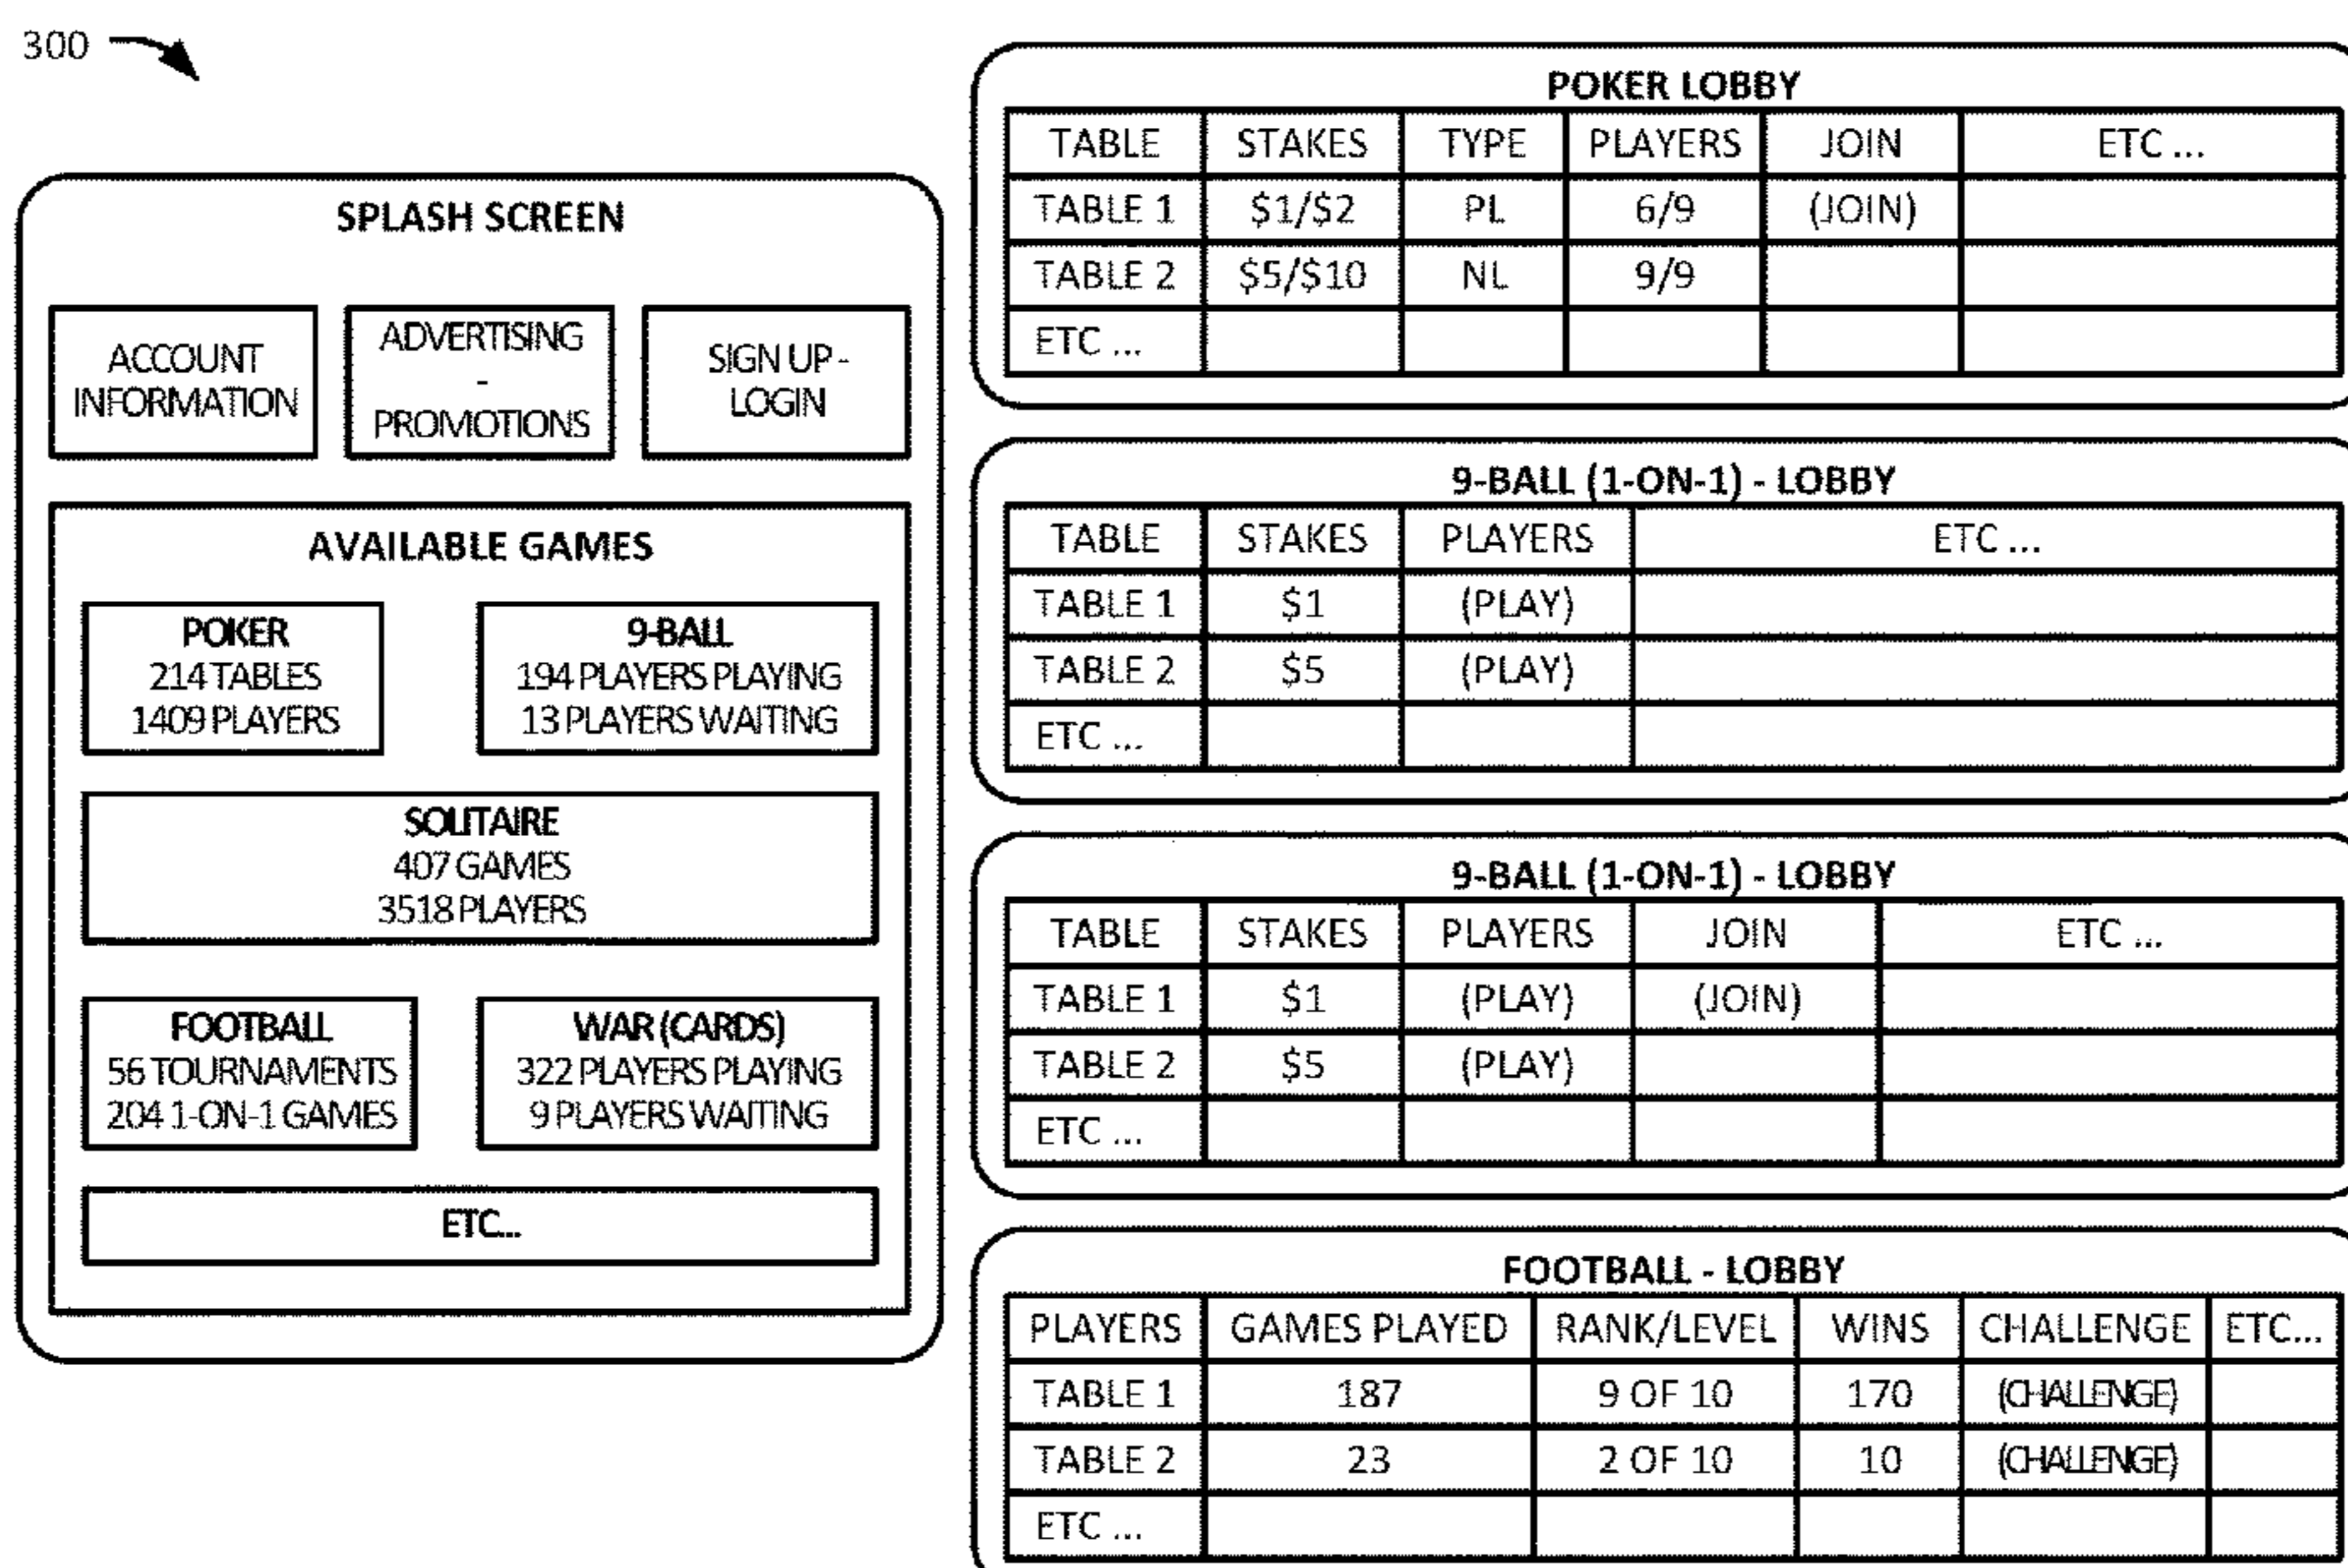 300
SPLASH SCREEN
ACCOUNT
INFORMATION
ADVERTISING
-
PROMOTIONS
SIGN UP -
LOGIN
AVAILABLE GAMES
POKER
214 TABLES
1409 PLAYERS
9-BALL
194 PLAYERS PLAYING
13 PLAYERS WAITING
SOLITAIRE
407 GAMES
3518 PLAYERS
FOOTBALL
56 TOURNAMENTS
204 1-ON-1 GAMES
WAR (CARDS)
322 PLAYERS PLAYING
9 PLAYERS WAITING
ETC...
POKER LOBBY
TABLE STAKES TYPE PLAYERS JOIN ETC ...
TABLE 1 $1/$2 PL 6/9 (JOIN)
TABLE 2 $5/$10 NL 9/9
ETC ...
9-BALL (1-ON-1) - LOBBY
TABLE STAKES PLAYERS ETC ...
TABLE 1 $1 (PLAY)
TABLE 2 $5 (PLAY)
ETC ...
9-BALL (1-ON-1) - LOBBY
TABLE STAKES PLAYERS JOIN ETC ...
TABLE 1 $1 (PLAY) (JOIN)
TABLE 2 $5 (PLAY)
ETC ...
FOOTBALL - LOBBY
PLAYERS GAMES PLAYED RANK/LEVEL WINS CHALLENGE ETC...
TABLE 1 187 9 OF 10 170 (CHALLENGE)
TABLE 2 23 2 OF 10 10 (CHALLENGE)
ETC ...